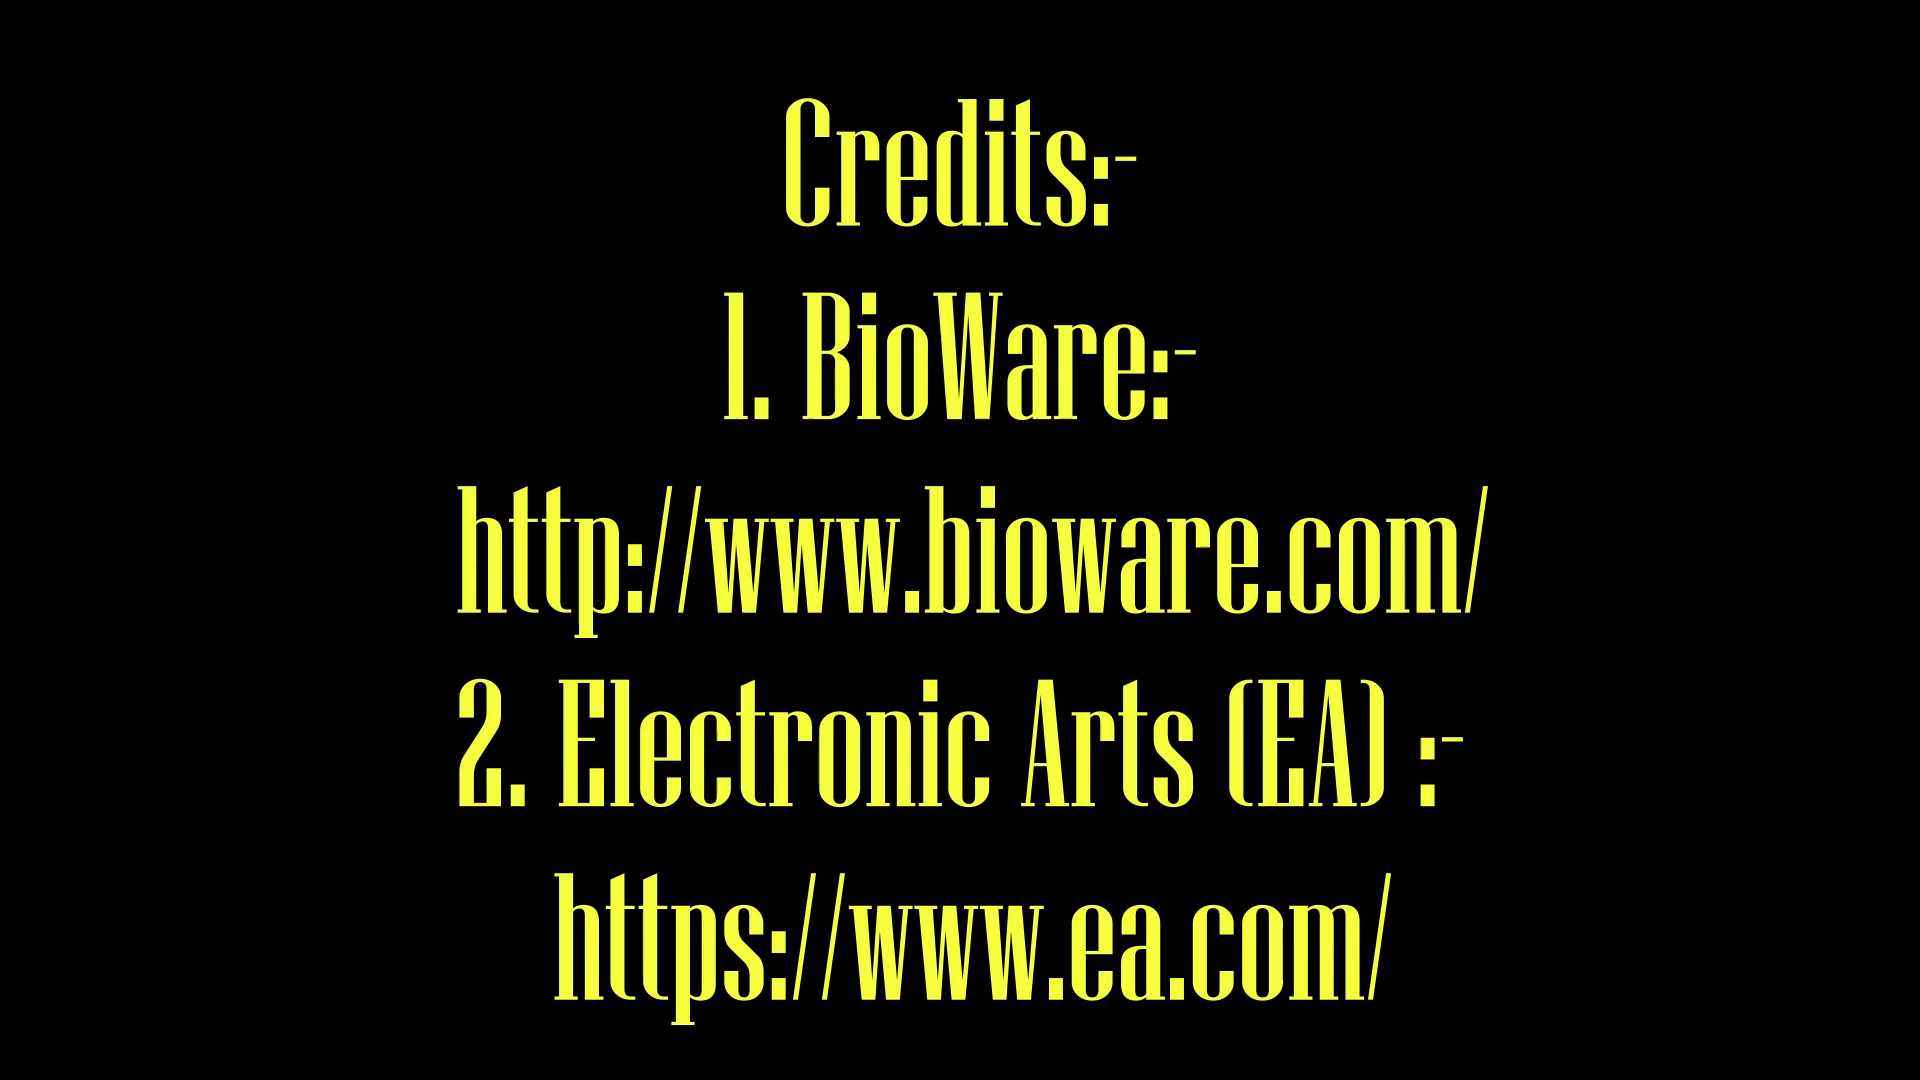 Credits:-
1. BioWare:-
http://www.bioware.com/
2. Electronic Arts (EA) :-
https://www.ea.com/